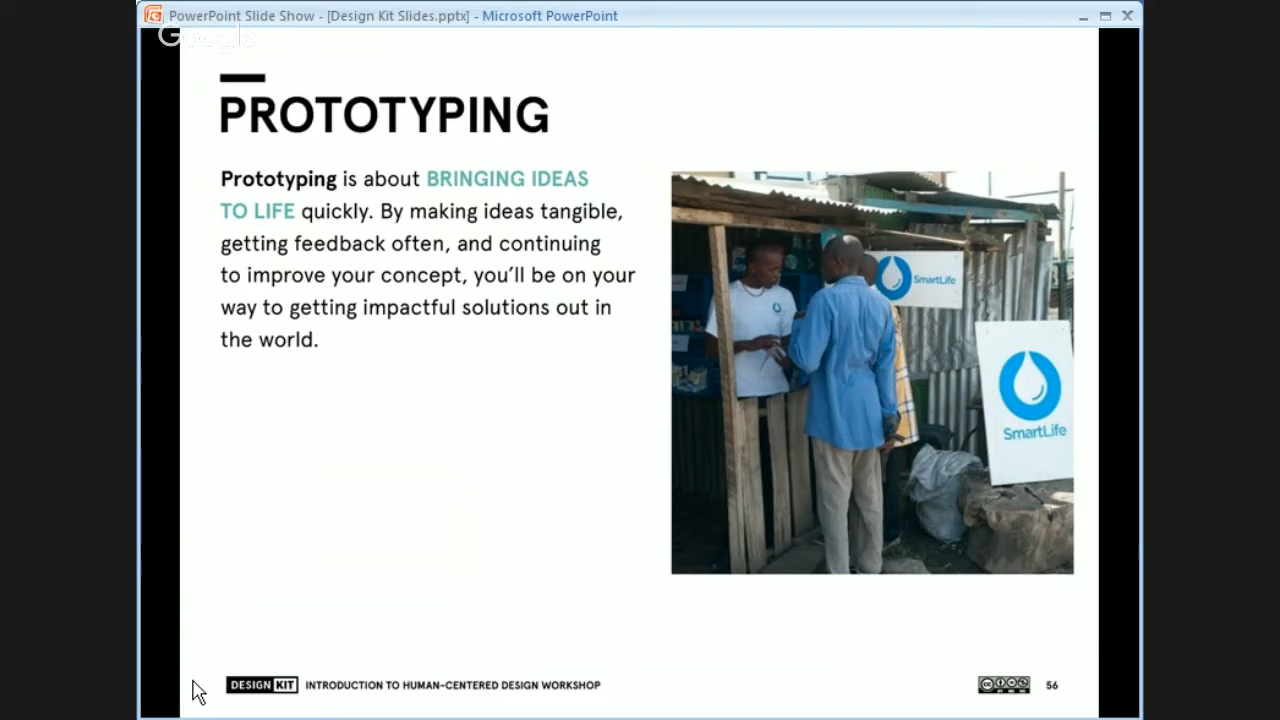 PowerPoint Slide Show - [Design Kit Slides.pptx] - Microsoft PowerPoint
Google
PROTOTYPING
Prototyping is about BRINGING IDEAS
TO LIFE quickly. By making ideas tangible,
getting feedback often, and continuing
to improve your concept, you'll be on your
way to getting impactful solutions out in
the world.
SmartLife
SmartLife
DESIGN KIT INTRODUCTION TO HUMAN-CENTERED DESIGN WORKSHOP
56